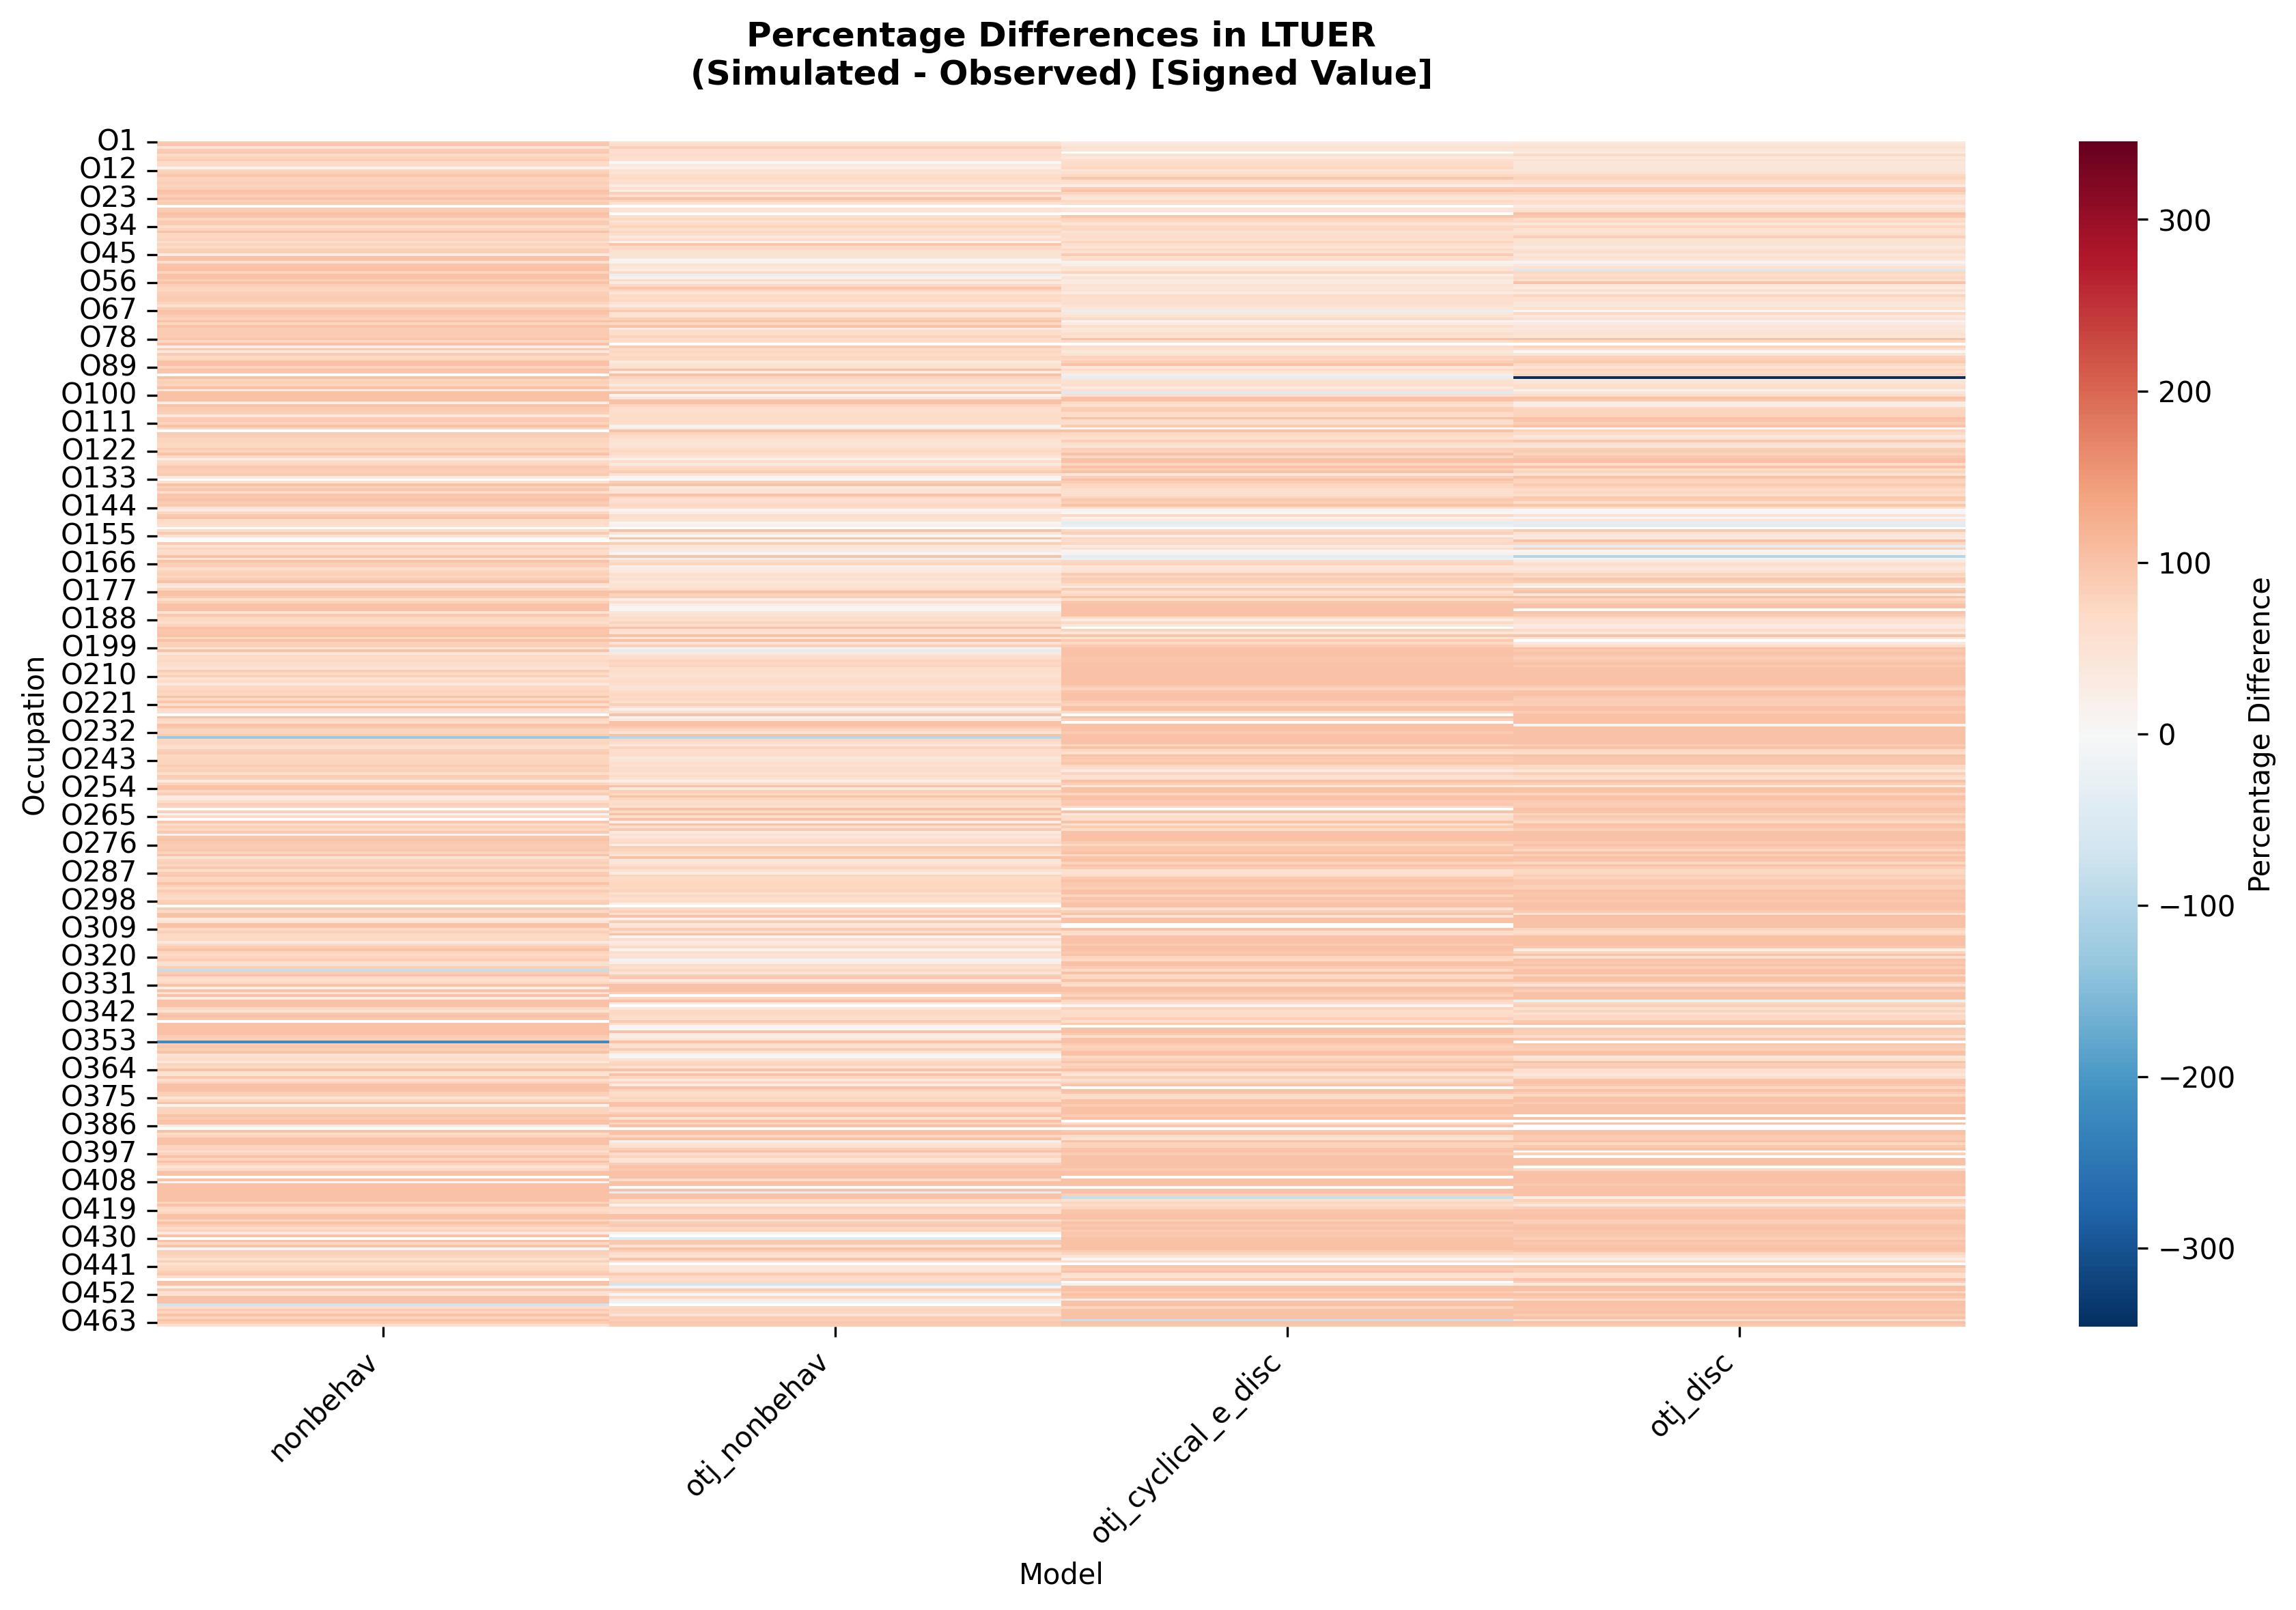 Percentage Differences in LTUER
(Simulated - Observed) [Signed Value]
Occupation
O1
O12
O23
O34
O45
O56
O67
O78
O89
O100
O111
O122
O133
O144
O155
O166
O177
O188
O199
O210
O221
O232
O243
O254
O265
O276
O287
O298
O309
O320
O331
O342
O353
O364
O375
O386
O397
O408
O419
O430
O441
O452
O463
nonbehav
otj_nonbehav
otj_cyclical_e_disc
otj_disc
Model
300
200
100
0
−100
−200
−300
Percentage Difference